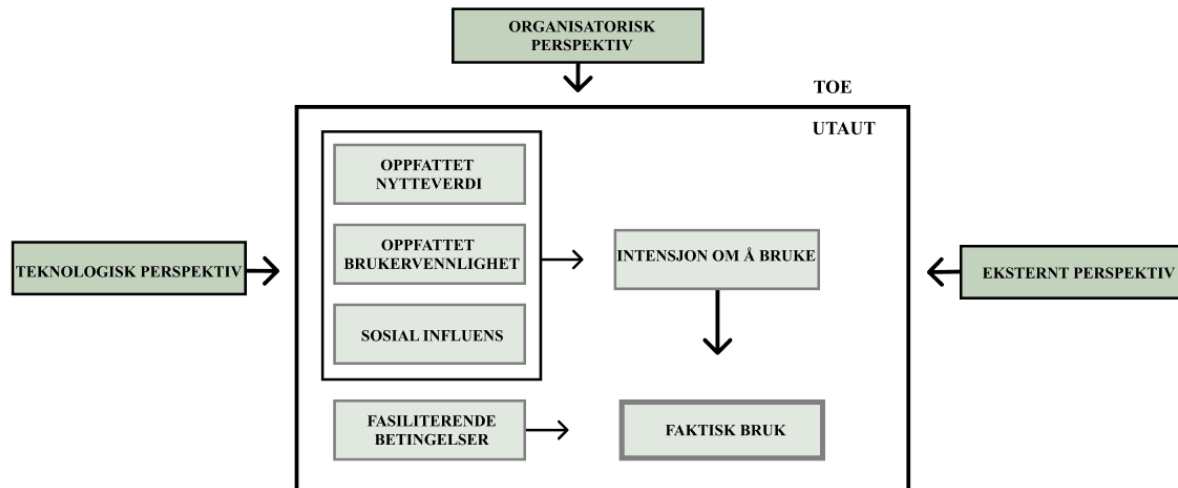 ORGANISATORISK
PERSPEKTIV
TOE
UTAUT
OPPFATTET
NYTTEVERDI
OPPFATTET
BRUKERVENNLIGHET
SOSIAL INFLUENS
FASILITERENDE
BETINGELSER
INTENSJON OM Å BRUKE
FAKTISK BRUK
TEKNOLOGISK PERSPEKTIV
EKSTERNT PERSPEKTIV